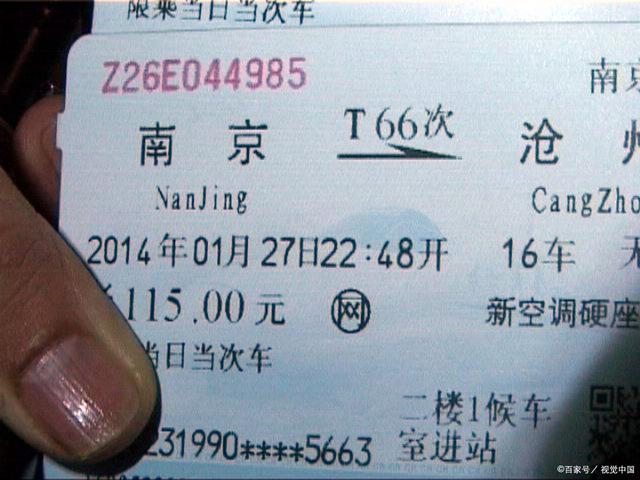 限乘当日当次车
Z26E044985 南京
南京 T66次 沧州
NanJing CangZho
2014年01月27日22:48开 16车 无
¥115.00元 网 新空调硬座
当日当次车
二楼1候车
231990****5663 室进站
©百家号/视觉中国